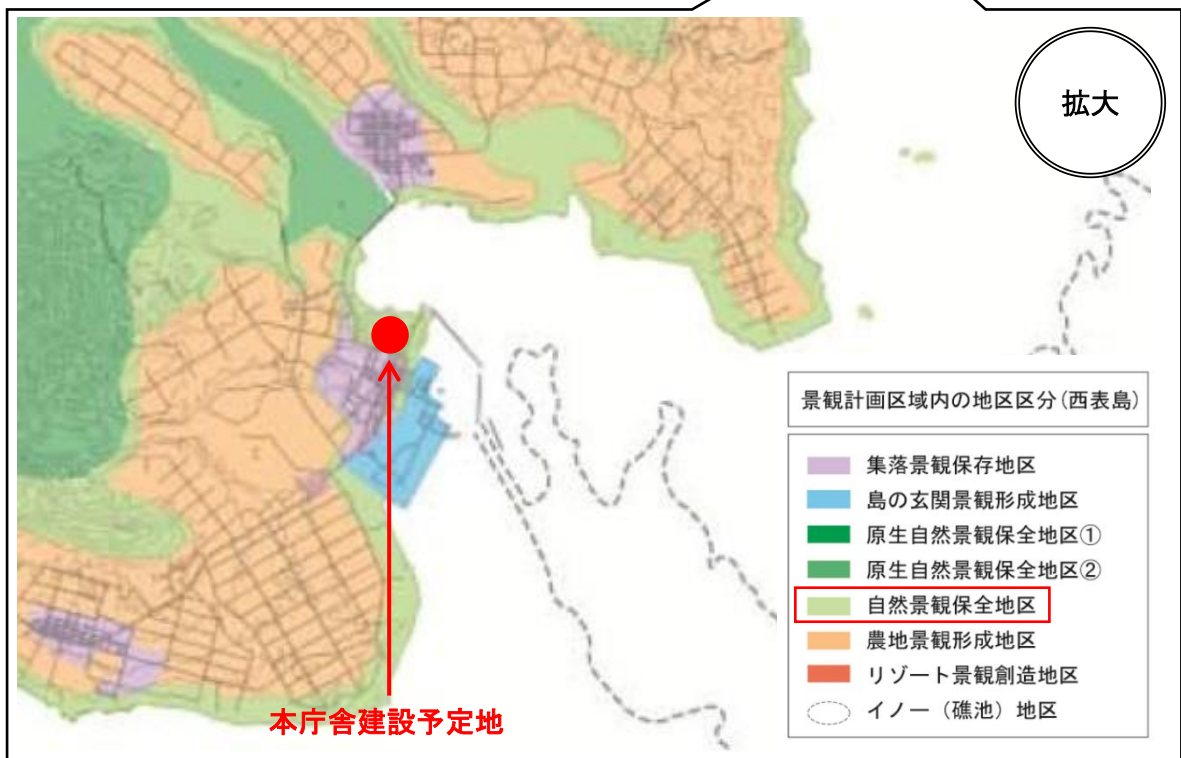 拡大
景観計画区域内の地区区分(西表島)
集落景観保存地区
島の玄関景観形成地区
原生自然景観保全地区①
原生自然景観保全地区②
自然景観保全地区
農地景観形成地区
リゾート景観創造地区
イノー（礁池）地区
本庁舎建設予定地